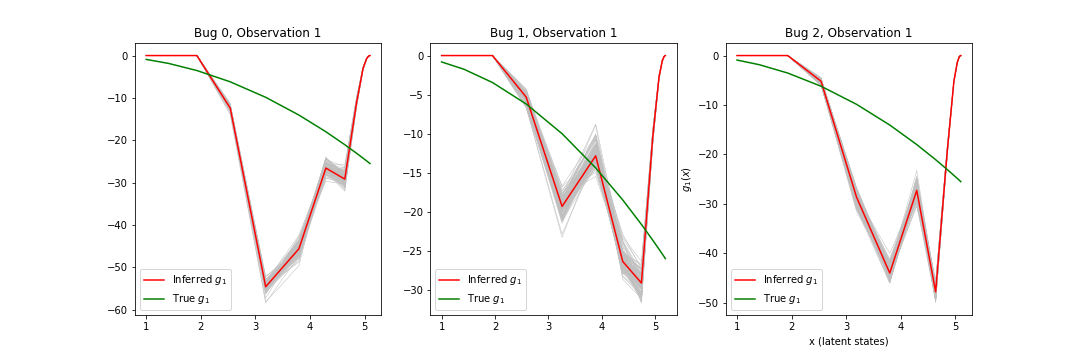 Bug 0, Observation 1
0
−10
−20
−30
−40
−50
−60
1 2 3 4 5
Inferred g₁
True g₁
Bug 1, Observation 1
0
−5
−10
−15
−20
−25
−30
1 2 3 4 5
Inferred g₁
True g₁
Bug 2, Observation 1
g₁(x)
0
−10
−20
−30
−40
−50
1 2 3 4 5
x (latent states)
Inferred g₁
True g₁